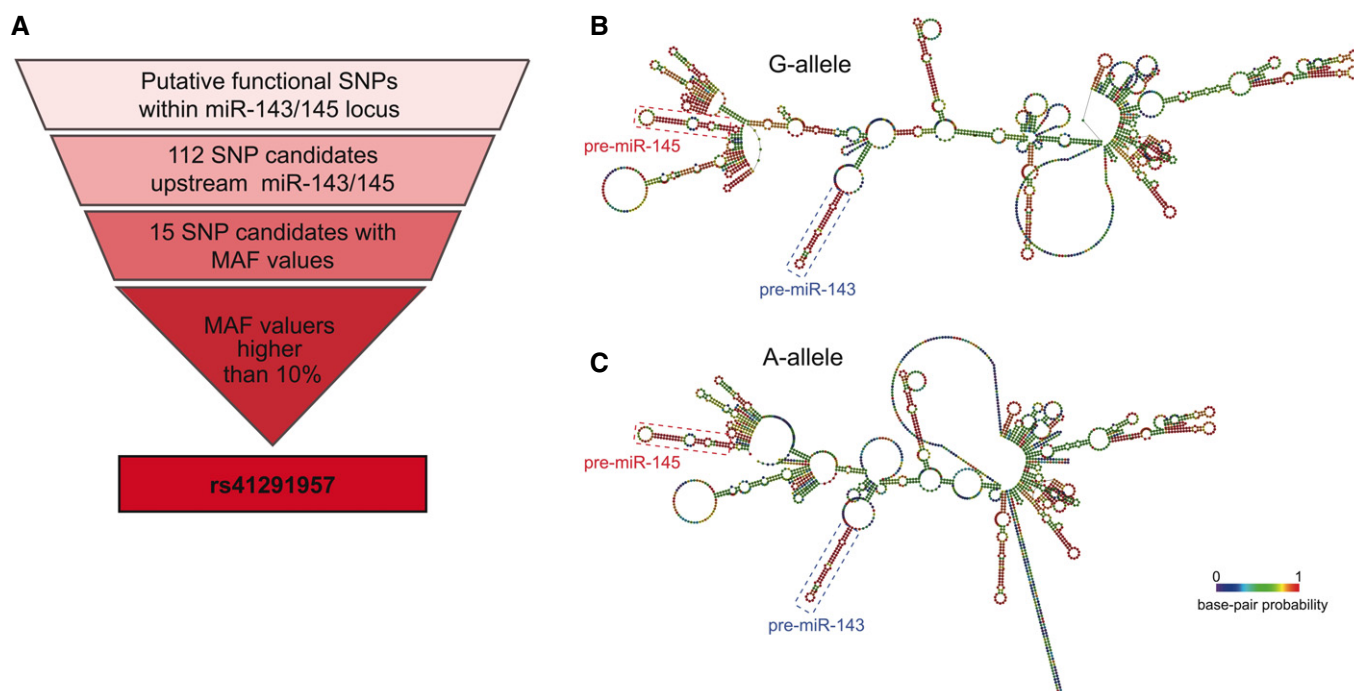 A
Putative functional SNPs
within miR-143/145 locus
112 SNP candidates
upstream miR-143/145
15 SNP candidates with
MAF values
MAF valuers
higher
than 10%
rs41291957
B
G-allele
pre-miR-145
pre-miR-143
C
A-allele
pre-miR-145
pre-miR-143
0 1
base-pair probability